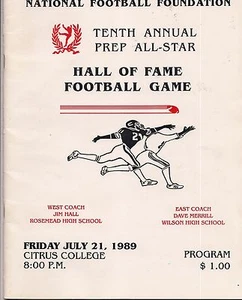 NATIONAL FOOTBALL FOUNDATION
TENTH ANNUAL
PREP ALL-STAR
HALL OF FAME
FOOTBALL GAME
24
WEST COACH
JIM HALL
ROSEMEAD HIGH SCHOOL
EAST COACH
DAVE MERRILL
WILSON HIGH SCHOOL
FRIDAY JULY 21, 1989
CITRUS COLLEGE
8:00 P.M.
PROGRAM
$ 1.00